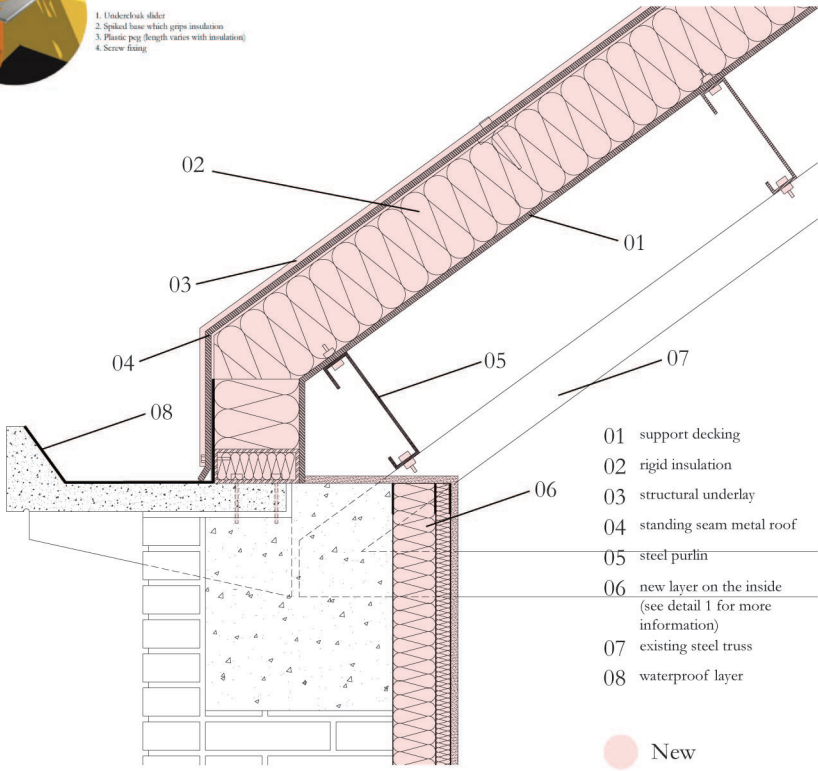 1. Undercloak slider
2. Spiked base which grips insulation
3. Plastic peg (length varies with insulation)
4. Screw fixing
02
01
03
04
05
07
08
06
01 support decking
02 rigid insulation
03 structural underlay
04 standing seam metal roof
05 steel purlin
06 new layer on the inside
(see detail 1 for more
information)
07 existing steel truss
08 waterproof layer
New